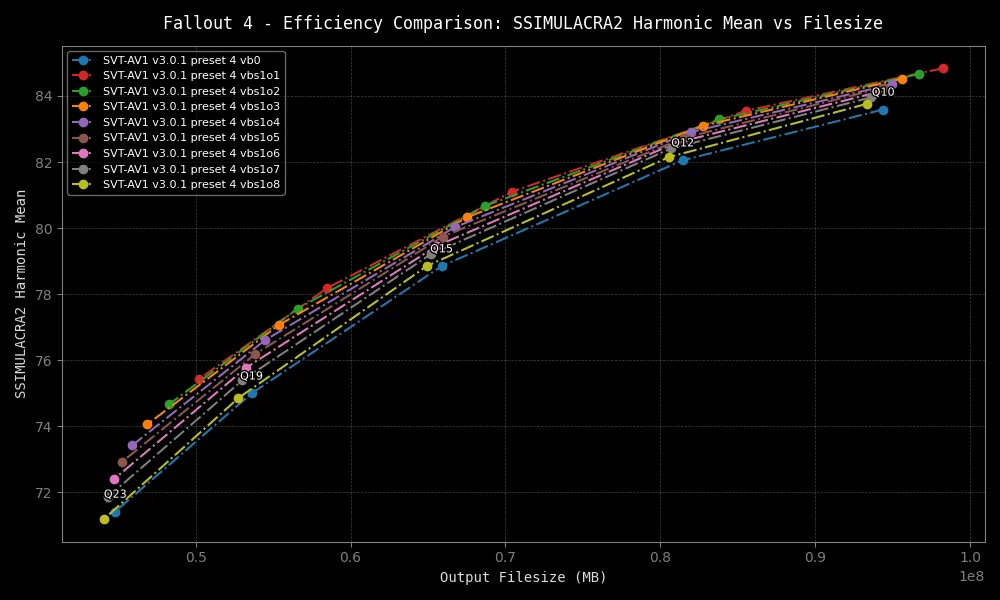 Fallout 4 - Efficiency Comparison: SSIMULACRA2 Harmonic Mean vs Filesize
SVT-AV1 v3.0.1 preset 4 vb0
SVT-AV1 v3.0.1 preset 4 vbs1o1
SVT-AV1 v3.0.1 preset 4 vbs1o2
SVT-AV1 v3.0.1 preset 4 vbs1o3
SVT-AV1 v3.0.1 preset 4 vbs1o4
SVT-AV1 v3.0.1 preset 4 vbs1o5
SVT-AV1 v3.0.1 preset 4 vbs1o6
SVT-AV1 v3.0.1 preset 4 vbs1o7
SVT-AV1 v3.0.1 preset 4 vbs1o8
SSIMULACRA2 Harmonic Mean
84
82
80
78
76
74
72
Q10
Q12
Q15
Q19
Q23
0.5 0.6 0.7 0.8 0.9 1.0
1e8
Output Filesize (MB)